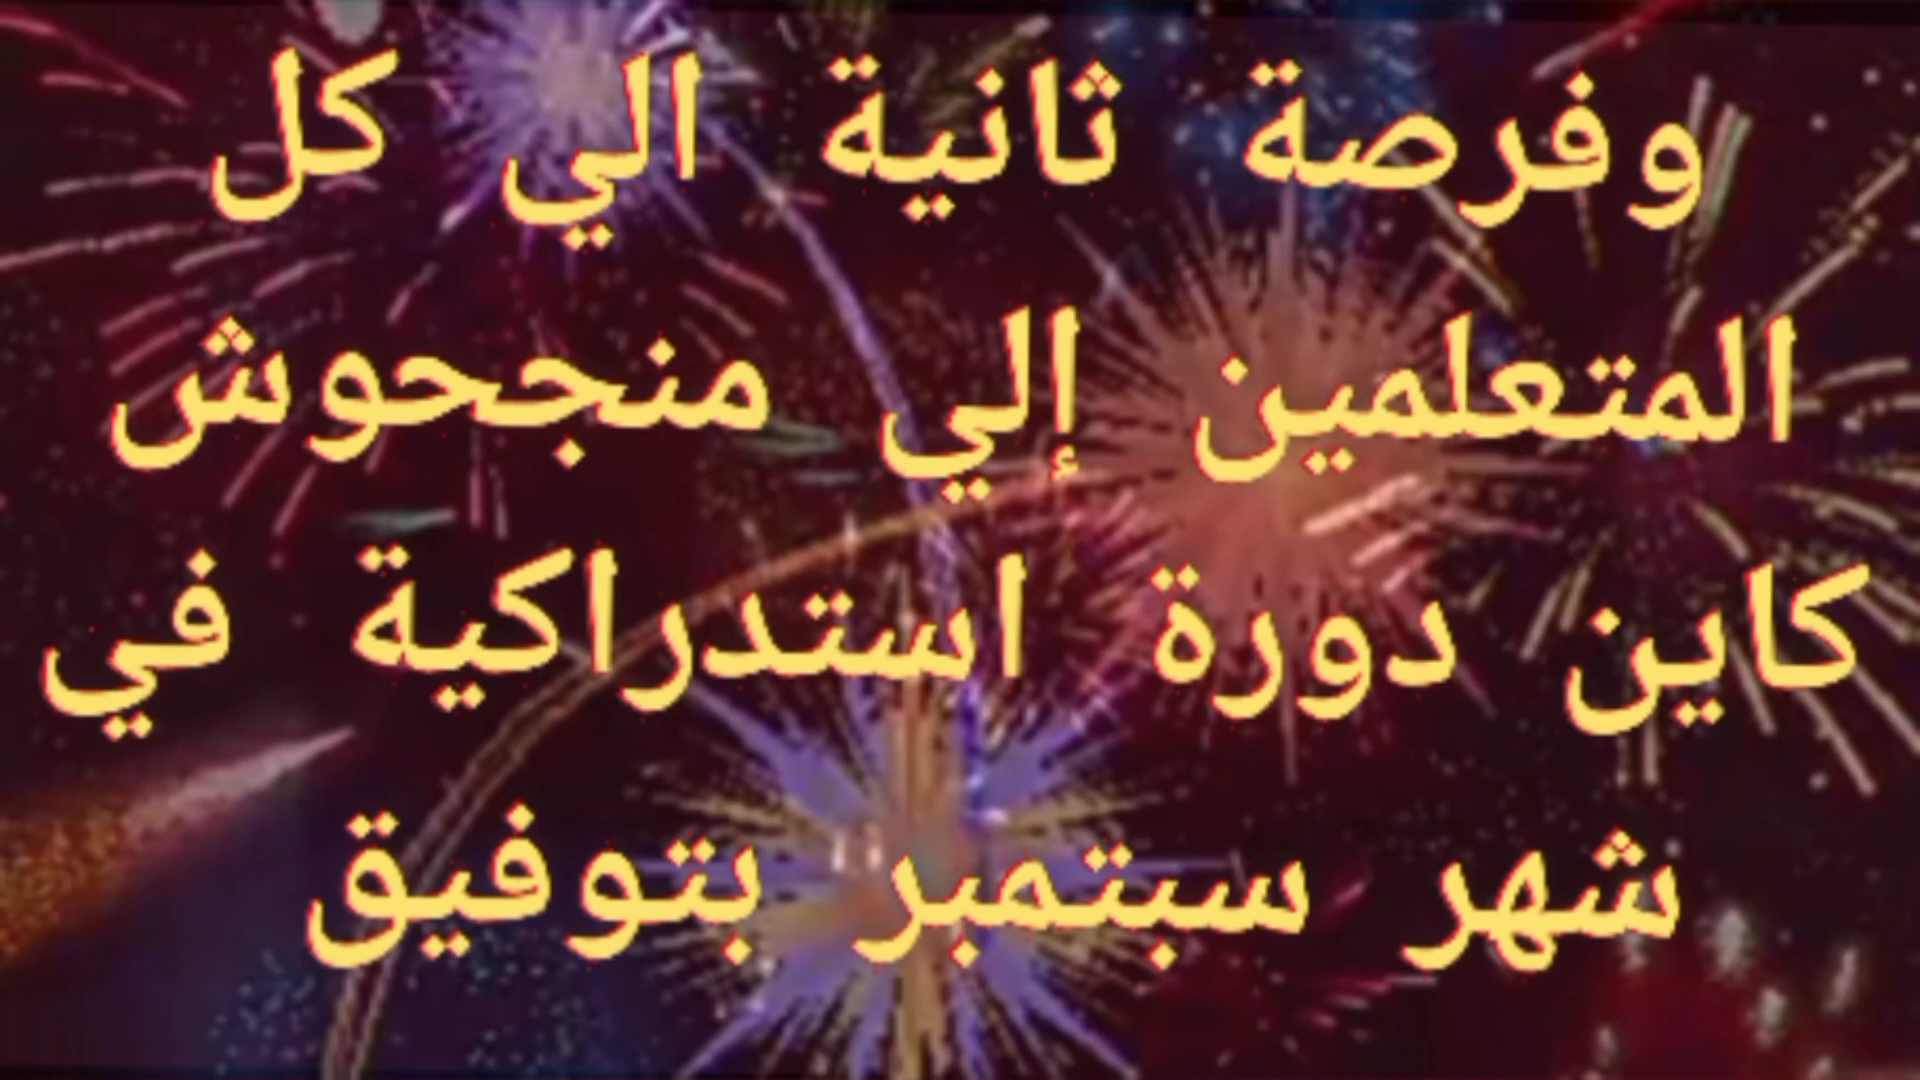 وفرصة ثانية الي كل
المتعلمين إلي منجحوش
كاين دورة استدراكية في
شهر سبتمبر بتوفيق